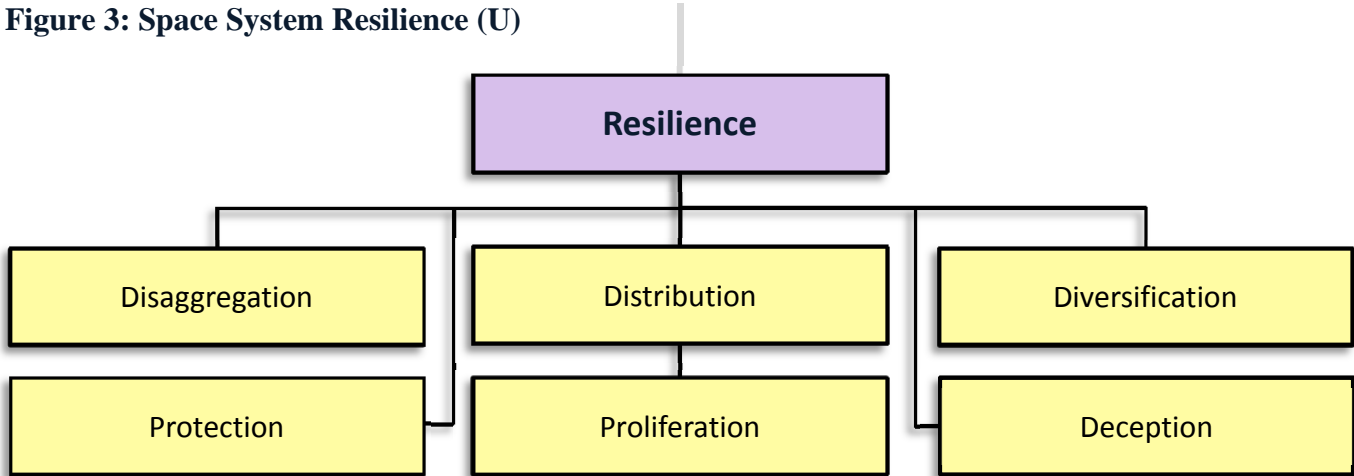 Figure 3: Space System Resilience (U)
Resilience
Disaggregation
Distribution
Diversification
Protection
Proliferation
Deception